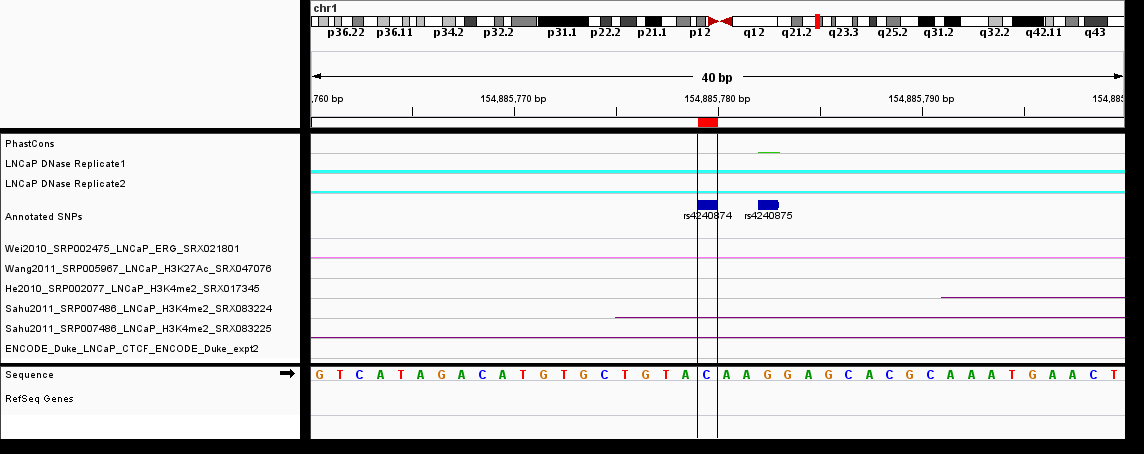 chr1
p36.22 p36.11 p34.2 p32.2 p31.1 p22.2 p21.1 p12 q12 q21.2 q23.3 q25.2 q31.2 q32.2 q42.11 q43
40 bp
,760 bp 154,885,770 bp 154,885,780 bp 154,885,790 bp 154,885
PhastCons
LNCaP DNase Replicate1
LNCaP DNase Replicate2
Annotated SNPs
rs4240874 rs4240875
Wei2010_SRP002475_LNCaP_ERG_SRX021801
Wang2011_SRP005967_LNCaP_H3K27Ac_SRX047076
He2010_SRP002077_LNCaP_H3K4me2_SRX017345
Sahu2011_SRP007486_LNCaP_H3K4me2_SRX083224
Sahu2011_SRP007486_LNCaP_H3K4me2_SRX083225
ENCODE_Duke_LNCaP_CTCF_ENCODE_Duke_expt2
Sequence G T C A T A G A C A T G T G C T G T A C A A G G A G C A C G C A A A T G A A C T
RefSeq Genes